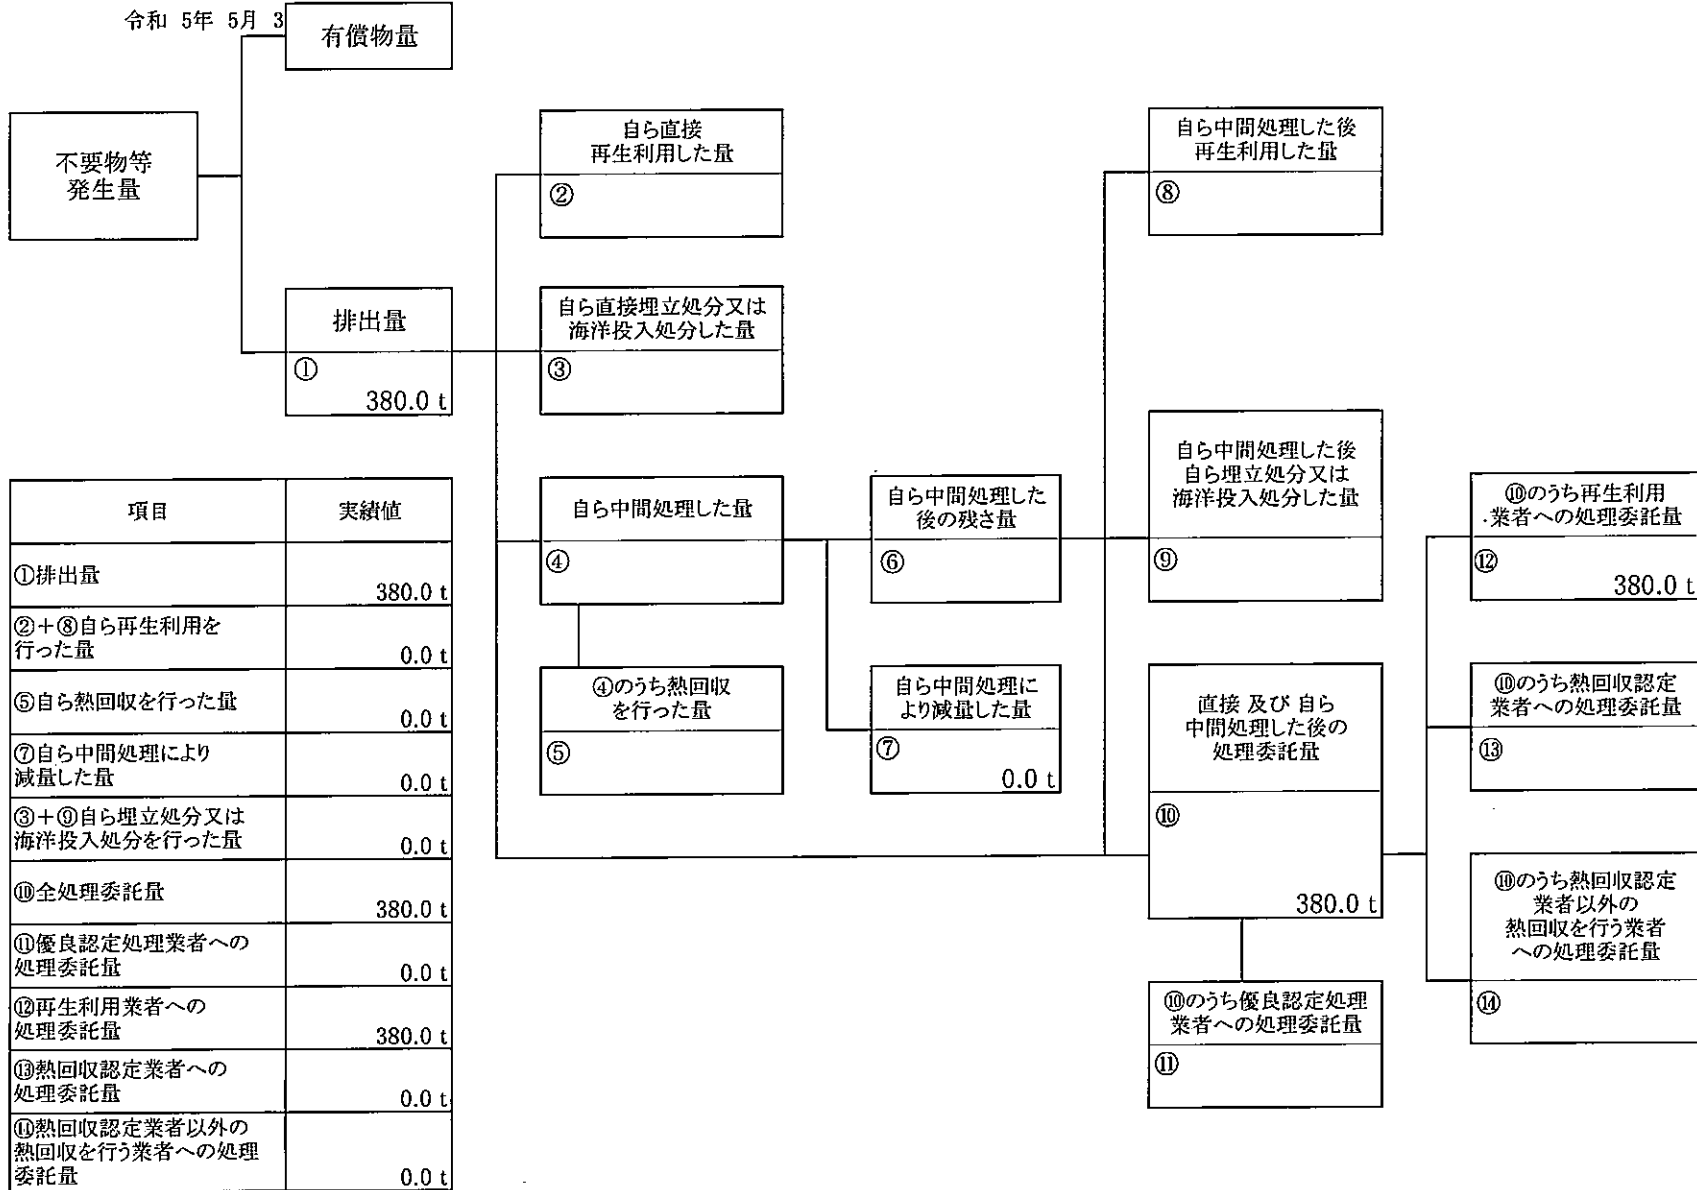 令和 5年 5月 3
有償物量
不要物等
発生量
自ら直接
再生利用した量
②
自ら中間処理した後
再生利用した量
⑧
排出量
①
380.0 t
自ら直接埋立処分又は
海洋投入処分した量
③
自ら中間処理した量
④
自ら中間処理した
後の残さ量
⑥
自ら中間処理した後
自ら埋立処分又は
海洋投入処分した量
⑨
⑩のうち再生利用
業者への処理委託量
⑫
380.0 t
④のうち熱回収
を行った量
⑤
自ら中間処理に
より減量した量
⑦
0.0 t
直接 及び 自ら
中間処理した後の
処理委託量
⑩
380.0 t
⑩のうち熱回収認定
業者への処理委託量
⑬
⑩のうち熱回収認定
業者以外の
熱回収を行う業者
への処理委託量
⑭
⑩のうち優良認定処理
業者への処理委託量
⑪
項目 実績値
①排出量
380.0 t
②+⑧自ら再生利用を
行った量
0.0 t
⑤自ら熱回収を行った量
0.0 t
⑦自ら中間処理により
減量した量
0.0 t
③+⑨自ら埋立処分又は
海洋投入処分を行った量
0.0 t
⑩全処理委託量
380.0 t
⑪優良認定処理業者への
処理委託量
0.0 t
⑫再生利用業者への
処理委託量
380.0 t
⑬熱回収認定業者への
処理委託量
0.0 t
⑭熱回収認定業者以外の
熱回収を行う業者への処理
委託量
0.0 t